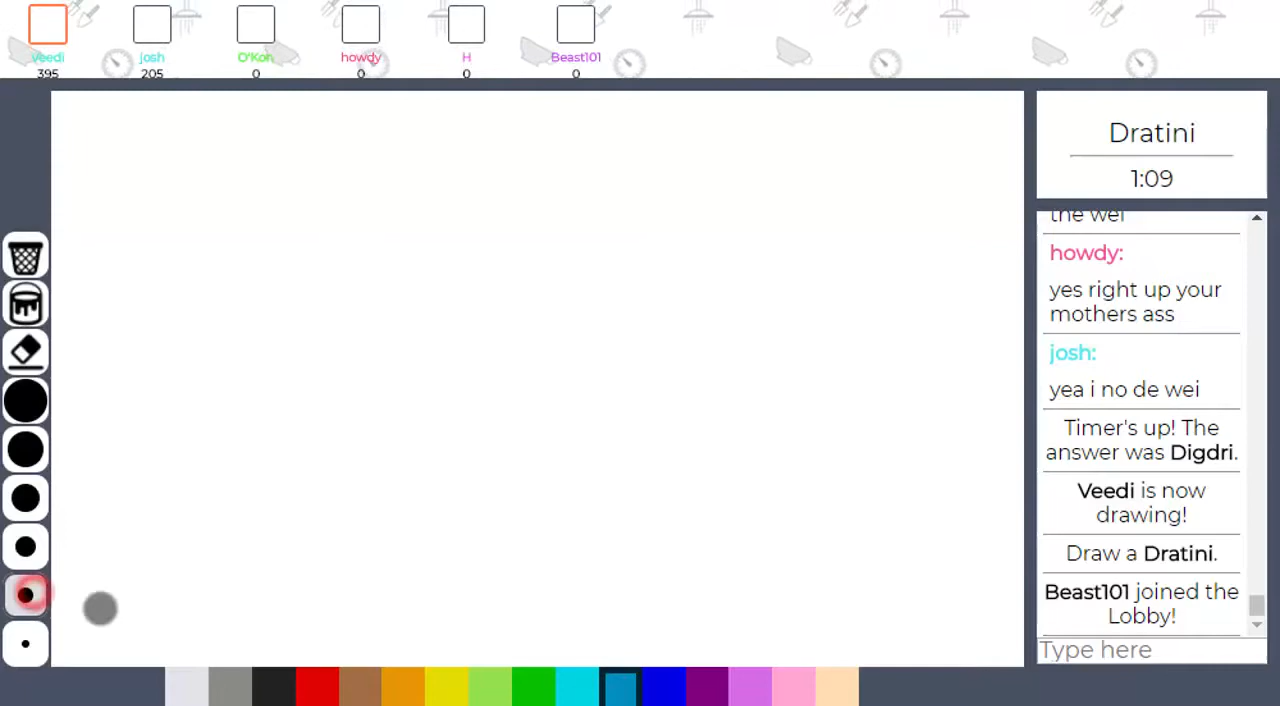 Veedi
josh
O'Koh
howdy
H
Beast101
395
205
0
0
0
0
Dratini
1:09
the wei
howdy:
yes right up your
mothers ass
josh:
yea i no de wei
Timer's up! The
answer was Digdri.
Veedi is now
drawing!
Draw a Dratini.
Beast101 joined the
Lobby!
Type here